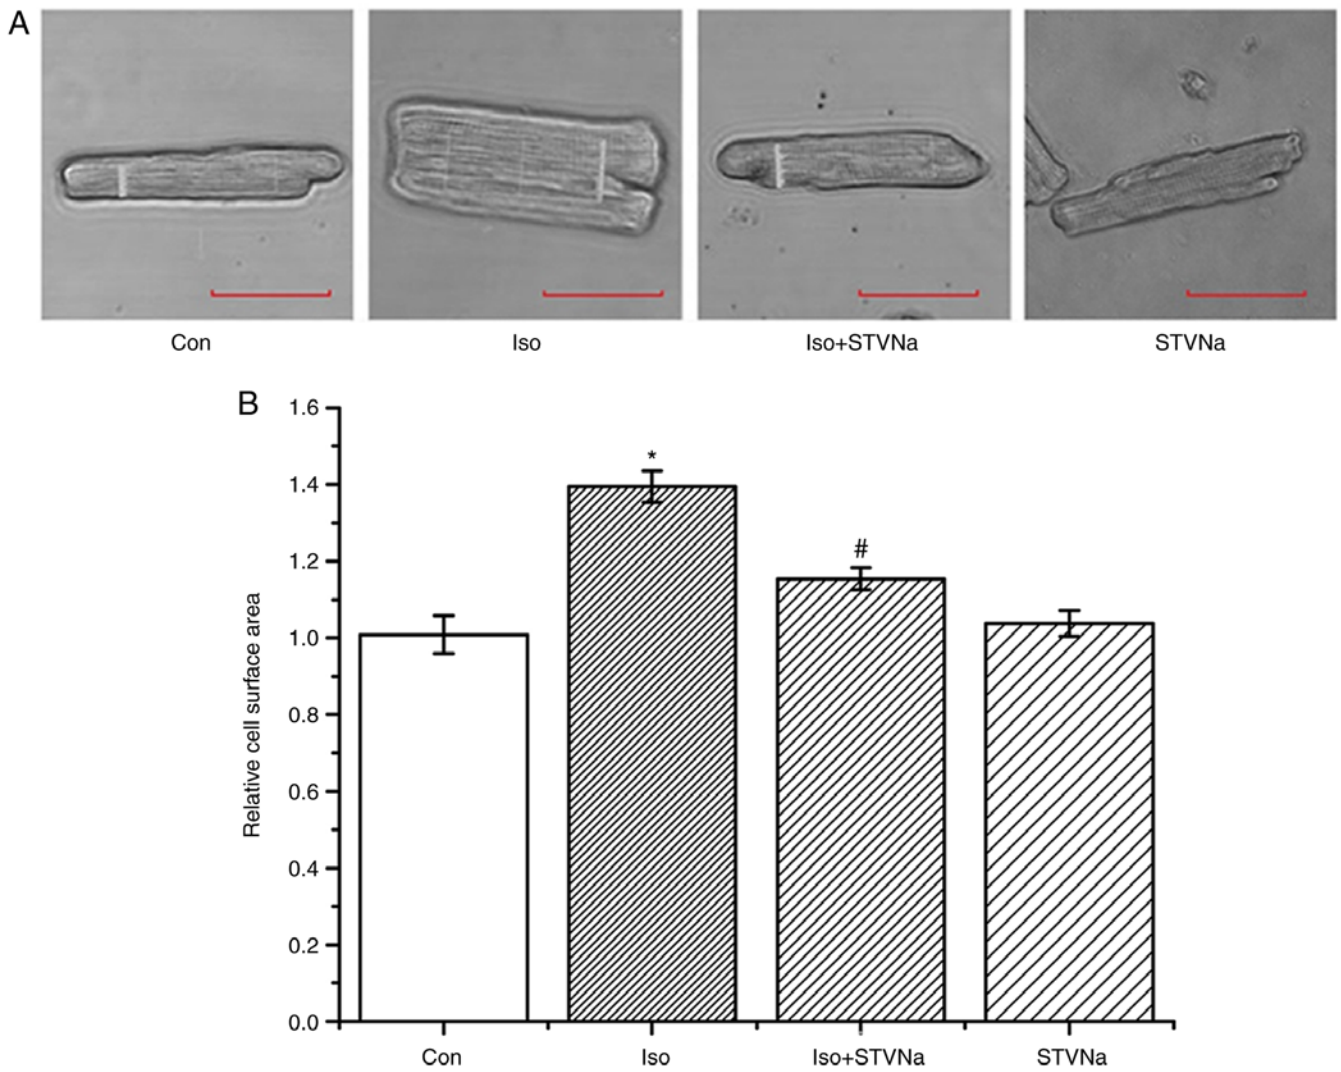 A
Con
Iso
Iso+STVNa
STVNa
B
Relative cell surface area
1.6
1.4
1.2
1.0
0.8
0.6
0.4
0.2
0.0
*
#
Con
Iso
Iso+STVNa
STVNa